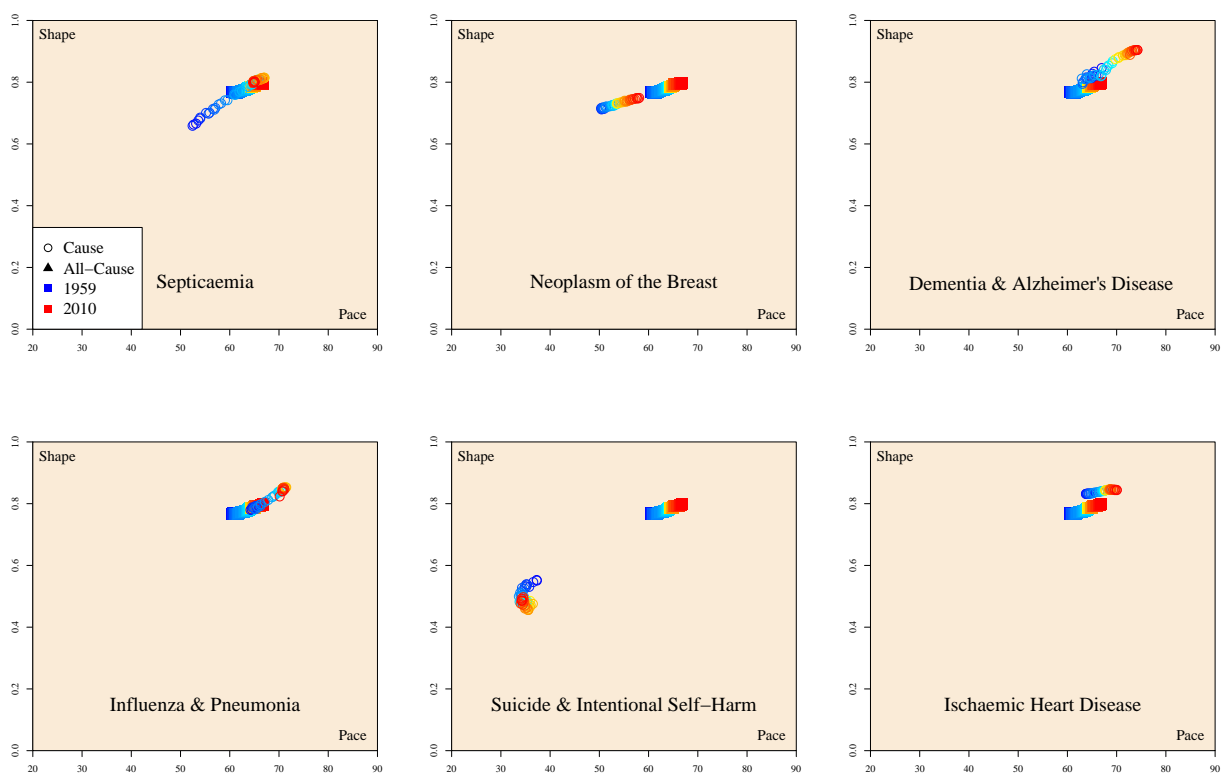 1.0
Shape
0.8
0.6
0.4
Cause
All−Cause
1959
2010
Septicaemia
0.2
Pace
0.0
20 30 40 50 60 70 80 90
1.0
Shape
0.8
0.6
0.4
Neoplasm of the Breast
0.2
Pace
0.0
20 30 40 50 60 70 80 90
1.0
Shape
0.8
0.6
0.4
Dementia & Alzheimer's Disease
0.2
Pace
0.0
20 30 40 50 60 70 80 90
1.0
Shape
0.8
0.6
0.4
0.2
Influenza & Pneumonia
Pace
0.0
20 30 40 50 60 70 80 90
1.0
Shape
0.8
0.6
0.4
0.2
Suicide & Intentional Self−Harm
Pace
0.0
20 30 40 50 60 70 80 90
1.0
Shape
0.8
0.6
0.4
0.2
Ischaemic Heart Disease
Pace
0.0
20 30 40 50 60 70 80 90